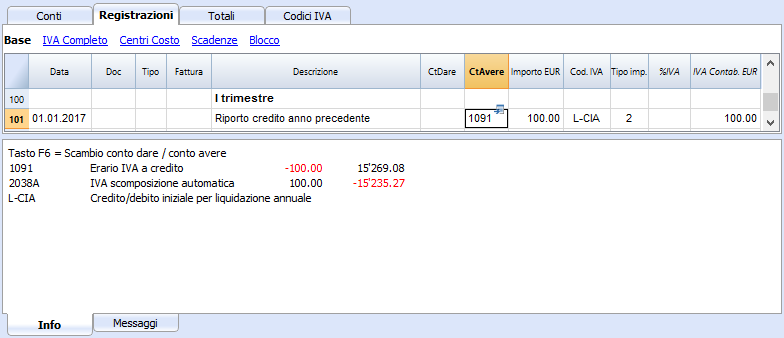 Conti Registrazioni Totali Codici IVA
Base IVA Completo Centri Costo Scadenze Blocco
Data Doc Tipo Fattura Descrizione CtDare CtAvere Importo EUR Cod. IVA Tipo imp. %IVA IVA Contab. EUR
100 I trimestre
101 01.01.2017 Riporto credito anno precedente 1091 100.00 L-CIA 2 100.00
Tasto F6 = Scambio conto dare / conto avere
1091 Erario IVA a credito -100.00 15'269.08
2038A IVA scomposizione automatica 100.00 -15'235.27
L-CIA Credito/debito iniziale per liquidazione annuale
Info Messaggi